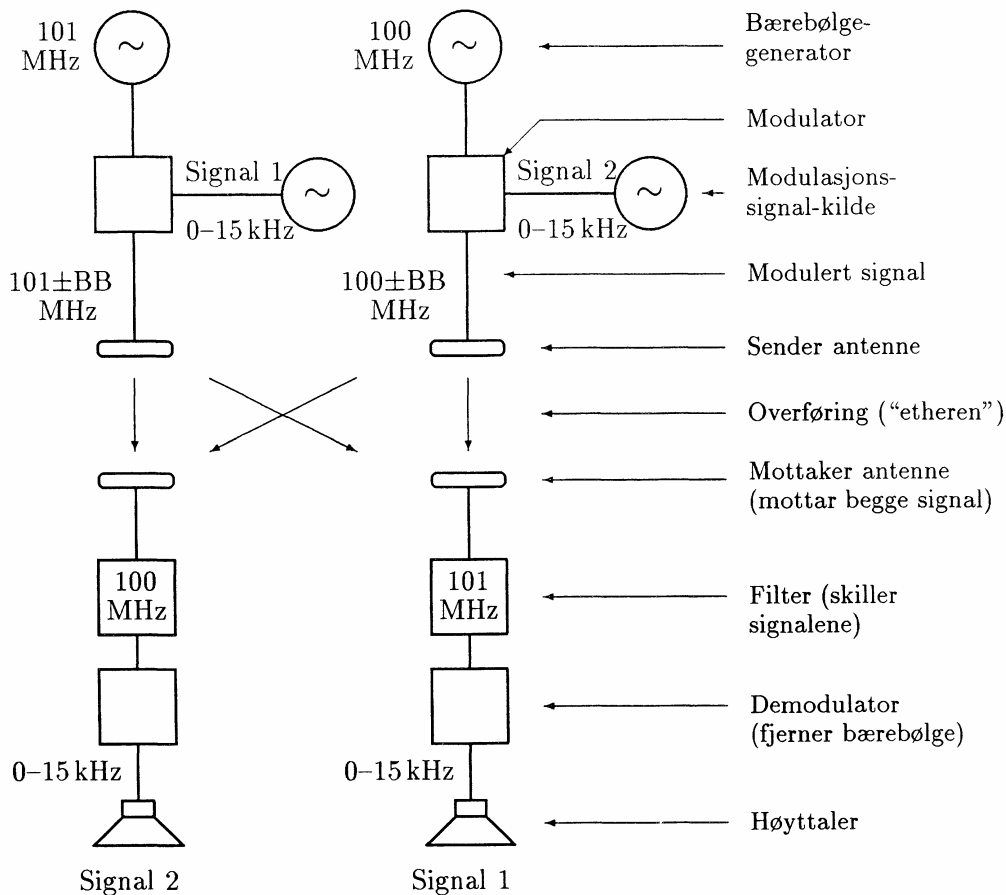 101
MHz
100
MHz
Bærebølge-
generator
Modulator
Signal 1
0–15 kHz
Signal 2
0–15 kHz
Modulasjons-
signal-kilde
101±BB
MHz
100±BB
MHz
Modulert signal
Sender antenne
Overføring (“etheren”)
Mottaker antenne
(mottar begge signal)
100
MHz
101
MHz
Filter (skiller
signalene)
Demodulator
(fjerner bærebølge)
0–15 kHz
0–15 kHz
Høyttaler
Signal 2
Signal 1